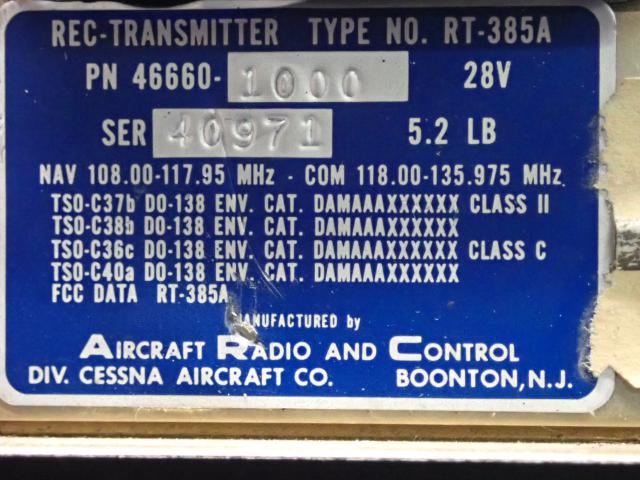 REC-TRANSMITTER TYPE NO. RT-385A
PN 46660-1000 28V
SER 40971 5.2 LB
NAV 108.00-117.95 MHz - COM 118.00-135.975 MHz
TSO-C37b DO-138 ENV. CAT. DAMAAAXXXXXX CLASS II
TSO-C38b DO-138 ENV. CAT. DAMAAAXXXXXX
TSO-C36c DO-138 ENV. CAT. DAMAAAXXXXXX CLASS C
TSO-C40a DO-138 ENV. CAT. DAMAAAXXXXXX
FCC DATA RT-385A
MANUFACTURED by
AIRCRAFT RADIO AND CONTROL
DIV. CESSNA AIRCRAFT CO. BOONTON, N.J.